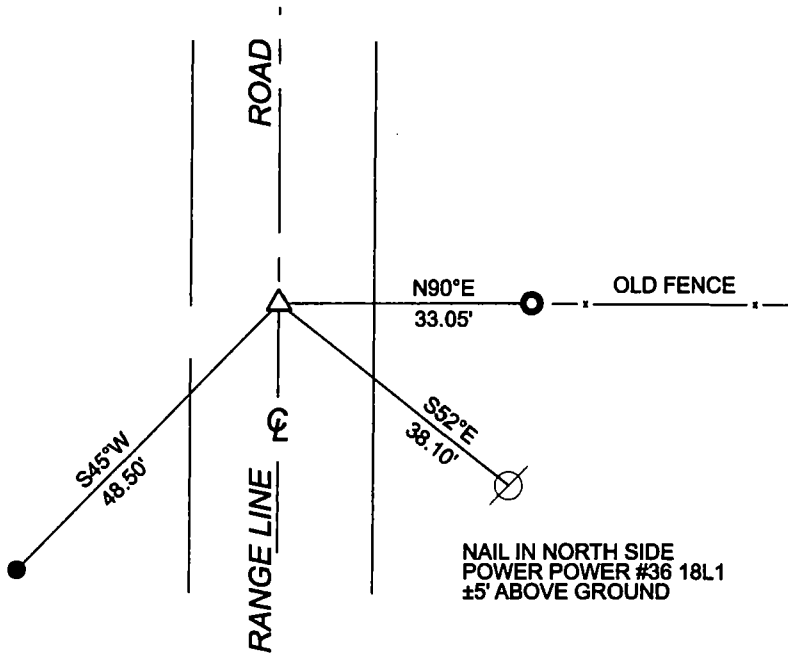 ROAD
N90°E
33.05'
OLD FENCE
S45°W
48.50'
S52°E
38.10'
℄
RANGE LINE
NAIL IN NORTH SIDE
POWER POWER #36 18L1
±5' ABOVE GROUND